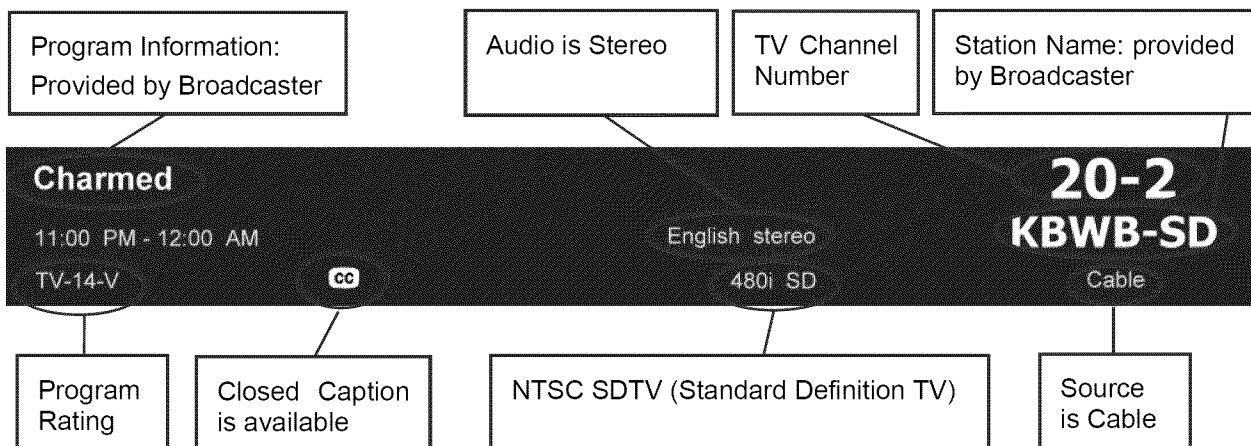 Program Information:
Provided by Broadcaster
Audio is Stereo
TV Channel
Number
Station Name: provided
by Broadcaster
Charmed
20-2
11:00 PM - 12:00 AM
English stereo
KBWB-SD
TV-14-V
CC
480i SD
Cable
Program
Rating
Closed Caption
is available
NTSC SDTV (Standard Definition TV)
Source
is Cable